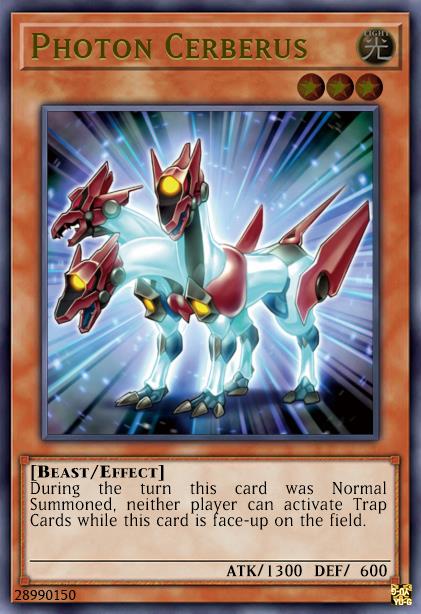 PHOTON CERBERUS
LIGHT
光
[BEAST/EFFECT]
During the turn this card was Normal
Summoned, neither player can activate Trap
Cards while this card is face-up on the field.
ATK/1300 DEF/ 600
28990150